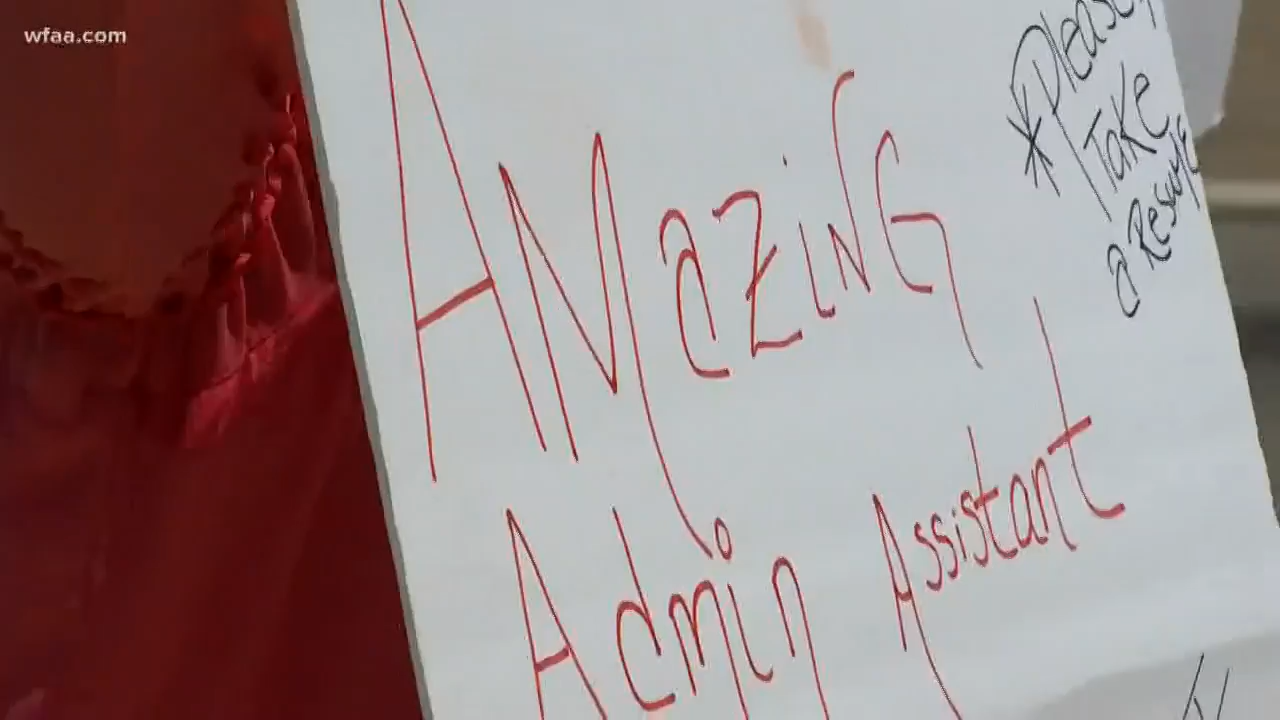 wfaa.com
AMaziNG
Admin Assistant
*Please,
Take
a Resume